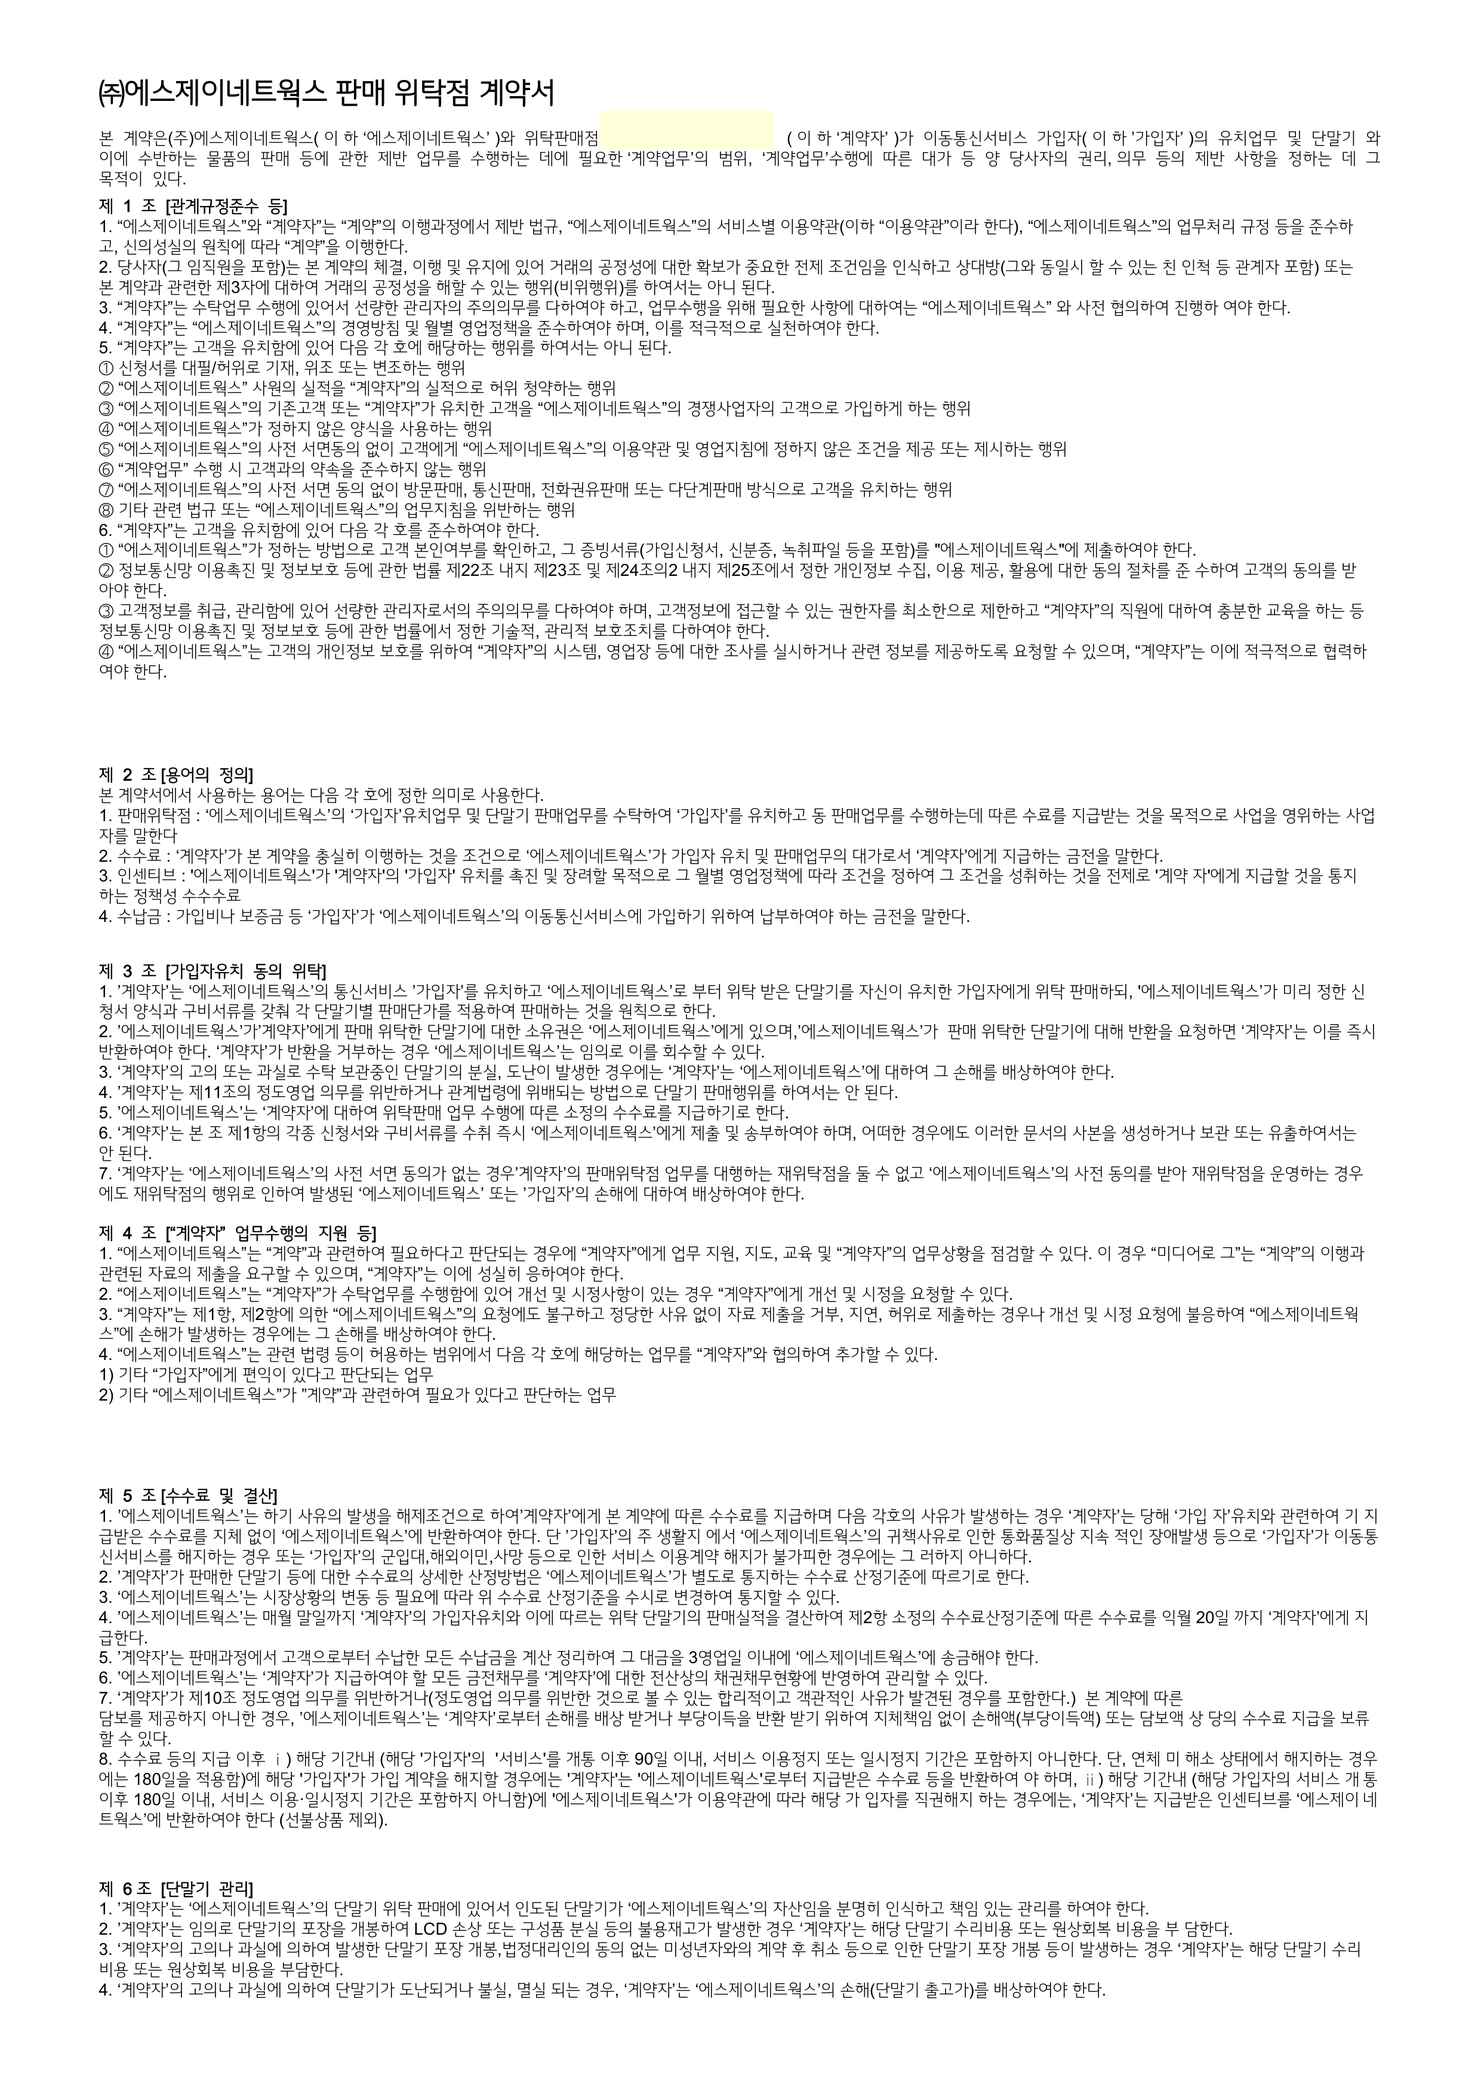 ㈜에스제이네트웍스 판매 위탁점 계약서
본 계약은(주)에스제이네트웍스( 이 하 ‘에스제이네트웍스’ )와 위탁판매점 ( 이 하 ‘계약자’ )가 이동통신서비스 가입자( 이 하 ’가입자’ )의 유치업무 및 단말기 와
이에 수반하는 물품의 판매 등에 관한 제반 업무를 수행하는 데에 필요한 ‘계약업무’의 범위, ‘계약업무’수행에 따른 대가 등 양 당사자의 권리, 의무 등의 제반 사항을 정하는 데 그
목적이 있다.
제 1 조 [관계규정준수 등]
1. “에스제이네트웍스”와 “계약자”는 “계약”의 이행과정에서 제반 법규, “에스제이네트웍스”의 서비스별 이용약관(이하 “이용약관”이라 한다), “에스제이네트웍스”의 업무처리 규정 등을 준수하
고, 신의성실의 원칙에 따라 “계약”을 이행한다.
2. 당사자(그 임직원을 포함)는 본 계약의 체결, 이행 및 유지에 있어 거래의 공정성에 대한 확보가 중요한 전제 조건임을 인식하고 상대방(그와 동일시 할 수 있는 친 인척 등 관계자 포함) 또는
본 계약과 관련한 제3자에 대하여 거래의 공정성을 해할 수 있는 행위(비위행위)를 하여서는 아니 된다.
3. “계약자”는 수탁업무 수행에 있어서 선량한 관리자의 주의의무를 다하여야 하고, 업무수행을 위해 필요한 사항에 대하여는 “에스제이네트웍스” 와 사전 협의하여 진행하 여야 한다.
4. “계약자”는 “에스제이네트웍스”의 경영방침 및 월별 영업정책을 준수하여야 하며, 이를 적극적으로 실천하여야 한다.
5. “계약자”는 고객을 유치함에 있어 다음 각 호에 해당하는 행위를 하여서는 아니 된다.
① 신청서를 대필/허위로 기재, 위조 또는 변조하는 행위
② “에스제이네트웍스” 사원의 실적을 “계약자”의 실적으로 허위 청약하는 행위
③ “에스제이네트웍스”의 기존고객 또는 “계약자”가 유치한 고객을 “에스제이네트웍스”의 경쟁사업자의 고객으로 가입하게 하는 행위
④ “에스제이네트웍스”가 정하지 않은 양식을 사용하는 행위
⑤ “에스제이네트웍스”의 사전 서면동의 없이 고객에게 “에스제이네트웍스”의 이용약관 및 영업지침에 정하지 않은 조건을 제공 또는 제시하는 행위
⑥ “계약업무” 수행 시 고객과의 약속을 준수하지 않는 행위
⑦ “에스제이네트웍스”의 사전 서면 동의 없이 방문판매, 통신판매, 전화권유판매 또는 다단계판매 방식으로 고객을 유치하는 행위
⑧ 기타 관련 법규 또는 “에스제이네트웍스”의 업무지침을 위반하는 행위
6. “계약자”는 고객을 유치함에 있어 다음 각 호를 준수하여야 한다.
① “에스제이네트웍스”가 정하는 방법으로 고객 본인여부를 확인하고, 그 증빙서류(가입신청서, 신분증, 녹취파일 등을 포함)를 "에스제이네트웍스"에 제출하여야 한다.
② 정보통신망 이용촉진 및 정보보호 등에 관한 법률 제22조 내지 제23조 및 제24조의2 내지 제25조에서 정한 개인정보 수집, 이용 제공, 활용에 대한 동의 절차를 준 수하여 고객의 동의를 받
아야 한다.
③ 고객정보를 취급, 관리함에 있어 선량한 관리자로서의 주의의무를 다하여야 하며, 고객정보에 접근할 수 있는 권한자를 최소한으로 제한하고 “계약자”의 직원에 대하여 충분한 교육을 하는 등
정보통신망 이용촉진 및 정보보호 등에 관한 법률에서 정한 기술적, 관리적 보호조치를 다하여야 한다.
④ “에스제이네트웍스”는 고객의 개인정보 보호를 위하여 “계약자”의 시스템, 영업장 등에 대한 조사를 실시하거나 관련 정보를 제공하도록 요청할 수 있으며, “계약자”는 이에 적극적으로 협력하
여야 한다.
제 2 조 [용어의 정의]
본 계약서에서 사용하는 용어는 다음 각 호에 정한 의미로 사용한다.
1. 판매위탁점 : ‘에스제이네트웍스’의 ‘가입자’유치업무 및 단말기 판매업무를 수탁하여 ‘가입자’를 유치하고 동 판매업무를 수행하는데 따른 수료를 지급받는 것을 목적으로 사업을 영위하는 사업
자를 말한다
2. 수수료 : ‘계약자’가 본 계약을 충실히 이행하는 것을 조건으로 ‘에스제이네트웍스’가 가입자 유치 및 판매업무의 대가로서 ‘계약자’에게 지급하는 금전을 말한다.
3. 인센티브 : '에스제이네트웍스'가 '계약자'의 '가입자' 유치를 촉진 및 장려할 목적으로 그 월별 영업정책에 따라 조건을 정하여 그 조건을 성취하는 것을 전제로 '계약 자'에게 지급할 것을 통지
하는 정책성 수수수료
4. 수납금 : 가입비나 보증금 등 ‘가입자’가 ‘에스제이네트웍스’의 이동통신서비스에 가입하기 위하여 납부하여야 하는 금전을 말한다.
제 3 조 [가입자유치 동의 위탁]
1. ’계약자’는 ‘에스제이네트웍스’의 통신서비스 ’가입자’를 유치하고 ‘에스제이네트웍스’로 부터 위탁 받은 단말기를 자신이 유치한 가입자에게 위탁 판매하되, '에스제이네트웍스’가 미리 정한 신
청서 양식과 구비서류를 갖춰 각 단말기별 판매단가를 적용하여 판매하는 것을 원칙으로 한다.
2. ’에스제이네트웍스’가’계약자’에게 판매 위탁한 단말기에 대한 소유권은 ‘에스제이네트웍스’에게 있으며,’에스제이네트웍스’가 판매 위탁한 단말기에 대해 반환을 요청하면 ‘계약자’는 이를 즉시
반환하여야 한다. ‘계약자’가 반환을 거부하는 경우 ‘에스제이네트웍스’는 임의로 이를 회수할 수 있다.
3. ‘계약자’의 고의 또는 과실로 수탁 보관중인 단말기의 분실, 도난이 발생한 경우에는 ‘계약자’는 ‘에스제이네트웍스’에 대하여 그 손해를 배상하여야 한다.
4. ’계약자’는 제11조의 정도영업 의무를 위반하거나 관계법령에 위배되는 방법으로 단말기 판매행위를 하여서는 안 된다.
5. ’에스제이네트웍스’는 ‘계약자’에 대하여 위탁판매 업무 수행에 따른 소정의 수수료를 지급하기로 한다.
6. ‘계약자’는 본 조 제1항의 각종 신청서와 구비서류를 수취 즉시 ‘에스제이네트웍스’에게 제출 및 송부하여야 하며, 어떠한 경우에도 이러한 문서의 사본을 생성하거나 보관 또는 유출하여서는
안 된다.
7. ‘계약자’는 ‘에스제이네트웍스’의 사전 서면 동의가 없는 경우’계약자’의 판매위탁점 업무를 대행하는 재위탁점을 둘 수 없고 ‘에스제이네트웍스’의 사전 동의를 받아 재위탁점을 운영하는 경우
에도 재위탁점의 행위로 인하여 발생된 ‘에스제이네트웍스’ 또는 ’가입자’의 손해에 대하여 배상하여야 한다.
제 4 조 [“계약자” 업무수행의 지원 등]
1. “에스제이네트웍스”는 “계약”과 관련하여 필요하다고 판단되는 경우에 “계약자”에게 업무 지원, 지도, 교육 및 “계약자”의 업무상황을 점검할 수 있다. 이 경우 “미디어로 그”는 “계약”의 이행과
관련된 자료의 제출을 요구할 수 있으며, “계약자”는 이에 성실히 응하여야 한다.
2. “에스제이네트웍스”는 “계약자”가 수탁업무를 수행함에 있어 개선 및 시정사항이 있는 경우 “계약자”에게 개선 및 시정을 요청할 수 있다.
3. “계약자”는 제1항, 제2항에 의한 “에스제이네트웍스”의 요청에도 불구하고 정당한 사유 없이 자료 제출을 거부, 지연, 허위로 제출하는 경우나 개선 및 시정 요청에 불응하여 “에스제이네트웍
스”에 손해가 발생하는 경우에는 그 손해를 배상하여야 한다.
4. “에스제이네트웍스”는 관련 법령 등이 허용하는 범위에서 다음 각 호에 해당하는 업무를 “계약자”와 협의하여 추가할 수 있다.
1) 기타 “가입자”에게 편익이 있다고 판단되는 업무
2) 기타 “에스제이네트웍스”가 ”계약”과 관련하여 필요가 있다고 판단하는 업무
제 5 조 [수수료 및 결산]
1. ’에스제이네트웍스’는 하기 사유의 발생을 해제조건으로 하여’계약자’에게 본 계약에 따른 수수료를 지급하며 다음 각호의 사유가 발생하는 경우 ‘계약자’는 당해 ‘가입 자’유치와 관련하여 기 지
급받은 수수료를 지체 없이 ‘에스제이네트웍스’에 반환하여야 한다. 단 ’가입자’의 주 생활지 에서 ‘에스제이네트웍스’의 귀책사유로 인한 통화품질상 지속 적인 장애발생 등으로 ‘가입자’가 이동통
신서비스를 해지하는 경우 또는 ‘가입자’의 군입대,해외이민,사망 등으로 인한 서비스 이용계약 해지가 불가피한 경우에는 그 러하지 아니하다.
2. ’계약자’가 판매한 단말기 등에 대한 수수료의 상세한 산정방법은 ‘에스제이네트웍스’가 별도로 통지하는 수수료 산정기준에 따르기로 한다.
3. ‘에스제이네트웍스’는 시장상황의 변동 등 필요에 따라 위 수수료 산정기준을 수시로 변경하여 통지할 수 있다.
4. ’에스제이네트웍스’는 매월 말일까지 ‘계약자’의 가입자유치와 이에 따르는 위탁 단말기의 판매실적을 결산하여 제2항 소정의 수수료산정기준에 따른 수수료를 익월 20일 까지 ‘계약자’에게 지
급한다.
5. ’계약자’는 판매과정에서 고객으로부터 수납한 모든 수납금을 계산 정리하여 그 대금을 3영업일 이내에 ‘에스제이네트웍스’에 송금해야 한다.
6. ’에스제이네트웍스’는 ‘계약자’가 지급하여야 할 모든 금전채무를 ‘계약자’에 대한 전산상의 채권채무현황에 반영하여 관리할 수 있다.
7. ‘계약자’가 제10조 정도영업 의무를 위반하거나(정도영업 의무를 위반한 것으로 볼 수 있는 합리적이고 객관적인 사유가 발견된 경우를 포함한다.) 본 계약에 따른
담보를 제공하지 아니한 경우, ’에스제이네트웍스’는 ‘계약자’로부터 손해를 배상 받거나 부당이득을 반환 받기 위하여 지체책임 없이 손해액(부당이득액) 또는 담보액 상 당의 수수료 지급을 보류
할 수 있다.
8. 수수료 등의 지급 이후 ⅰ) 해당 기간내 (해당 '가입자'의 '서비스'를 개통 이후 90일 이내, 서비스 이용정지 또는 일시정지 기간은 포함하지 아니한다. 단, 연체 미 해소 상태에서 해지하는 경우
에는 180일을 적용함)에 해당 '가입자'가 가입 계약을 해지할 경우에는 '계약자'는 '에스제이네트웍스'로부터 지급받은 수수료 등을 반환하여 야 하며, ⅱ) 해당 기간내 (해당 가입자의 서비스 개 통
이후 180일 이내, 서비스 이용·일시정지 기간은 포함하지 아니함)에 '에스제이네트웍스'가 이용약관에 따라 해당 가 입자를 직권해지 하는 경우에는, ‘계약자’는 지급받은 인센티브를 ‘에스제이 네
트웍스’에 반환하여야 한다 (선불상품 제외).
제 6 조 [단말기 관리]
1. ’계약자’는 ‘에스제이네트웍스’의 단말기 위탁 판매에 있어서 인도된 단말기가 ‘에스제이네트웍스’의 자산임을 분명히 인식하고 책임 있는 관리를 하여야 한다.
2. ’계약자’는 임의로 단말기의 포장을 개봉하여 LCD 손상 또는 구성품 분실 등의 불용재고가 발생한 경우 ‘계약자’는 해당 단말기 수리비용 또는 원상회복 비용을 부 담한다.
3. ‘계약자’의 고의나 과실에 의하여 발생한 단말기 포장 개봉,법정대리인의 동의 없는 미성년자와의 계약 후 취소 등으로 인한 단말기 포장 개봉 등이 발생하는 경우 ‘계약자’는 해당 단말기 수리
비용 또는 원상회복 비용을 부담한다.
4. ‘계약자’의 고의나 과실에 의하여 단말기가 도난되거나 불실, 멸실 되는 경우, ‘계약자’는 ‘에스제이네트웍스’의 손해(단말기 출고가)를 배상하여야 한다.